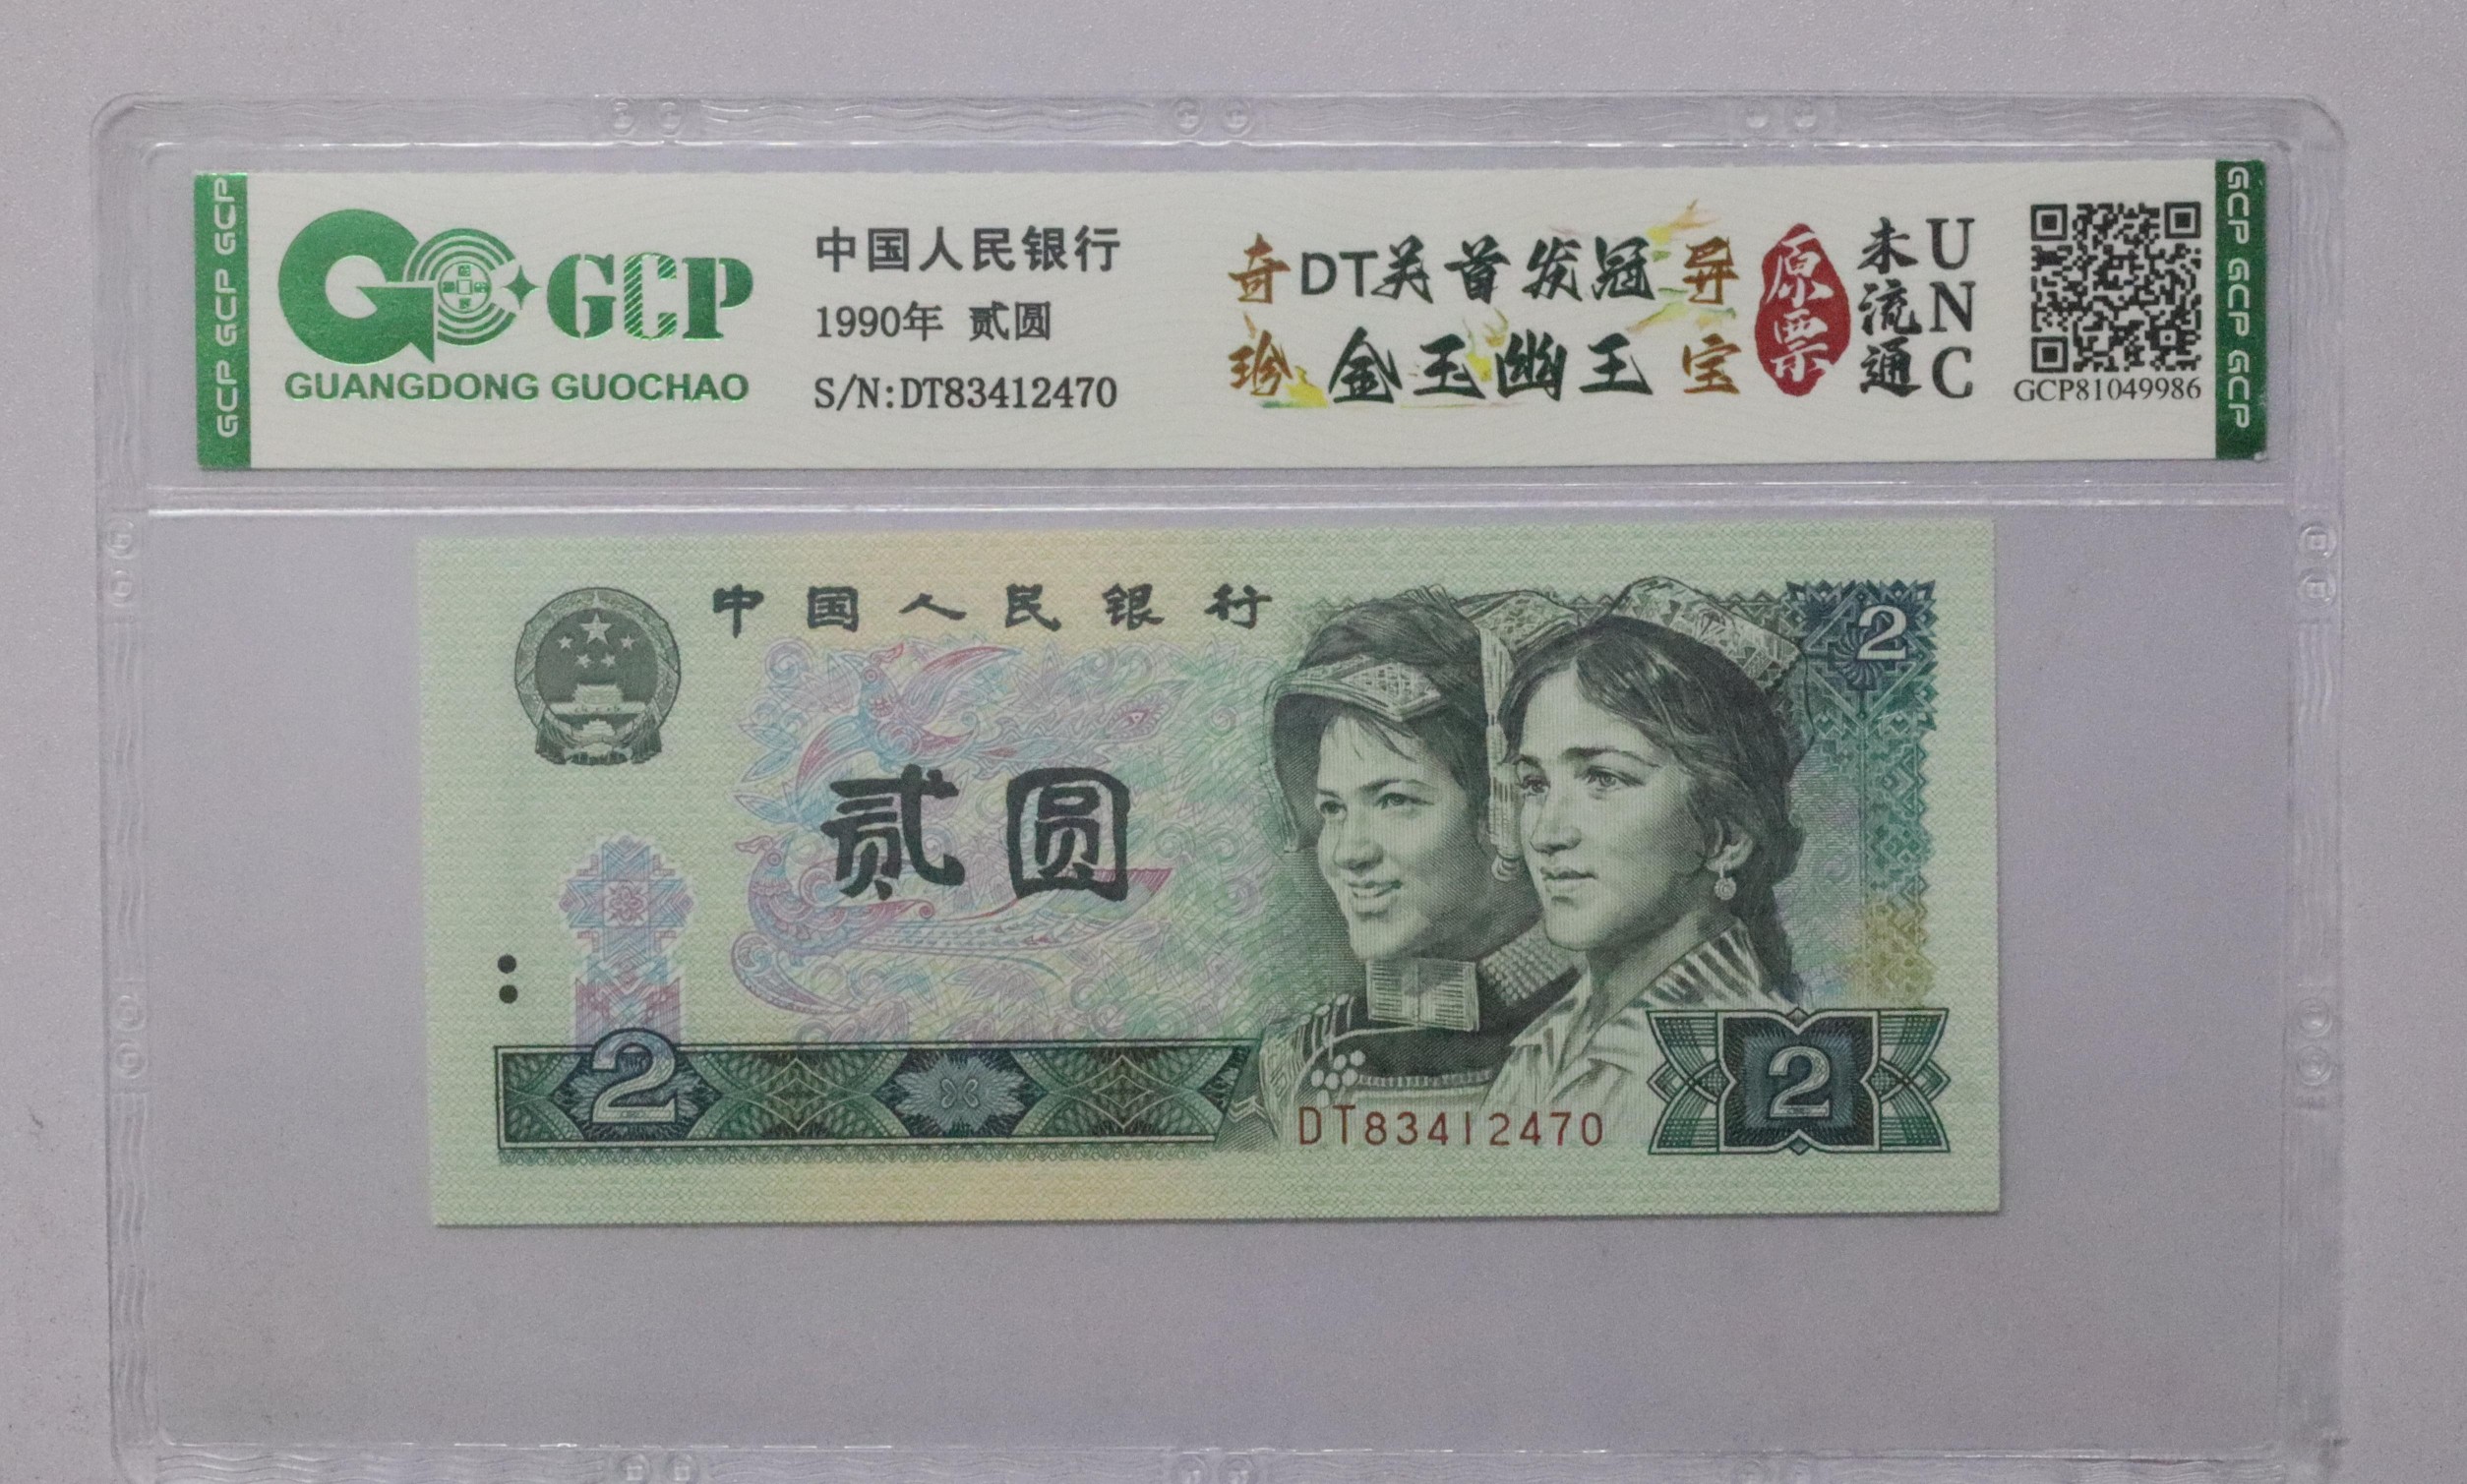 GCP GCP GCP
GCP
GUANGDONG GUOCHAO
中国人民银行
1990年 贰圆
S/N:DT83412470
奇 DT关首发冠 异
珍 金玉幽王 宝
原票
未流通
UNC
GCP81049986
GCP GCP GCP
中国人民银行
2
贰圆
2
DT83412470
2